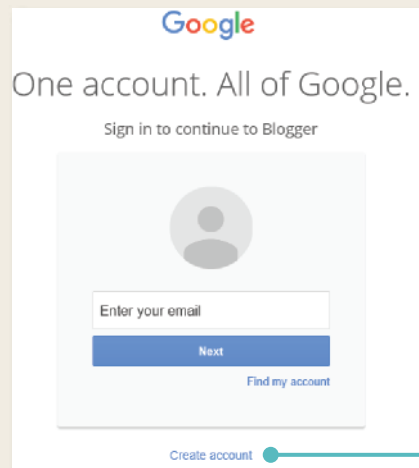 Google
One account. All of Google.
Sign in to continue to Blogger
Enter your email
Next
Find my account
Create account